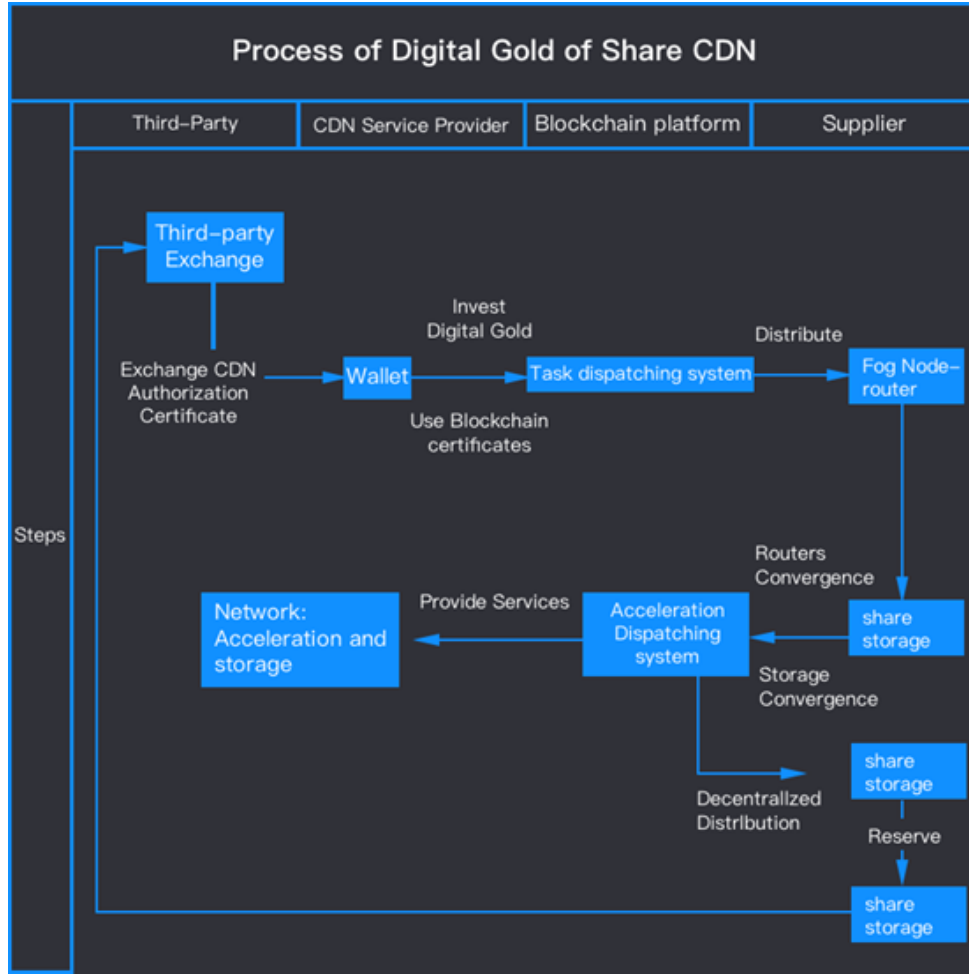 Process of Digital Gold of Share CDN
Third-Party
CDN Service Provider
Blockchain platform
Supplier
Steps
Third-party
Exchange
Exchange CDN
Authorization
Certificate
Wallet
Invest
Digital Gold
Use Blockchain
certificates
Task dispatching system
Distribute
Fog Node-
router
Routers
Convergence
share
storage
Storage
Convergence
Acceleration
Dispatching
system
Provide Services
Network:
Acceleration and
storage
Decentrallzed
Distrlbution
share
storage
Reserve
share
storage